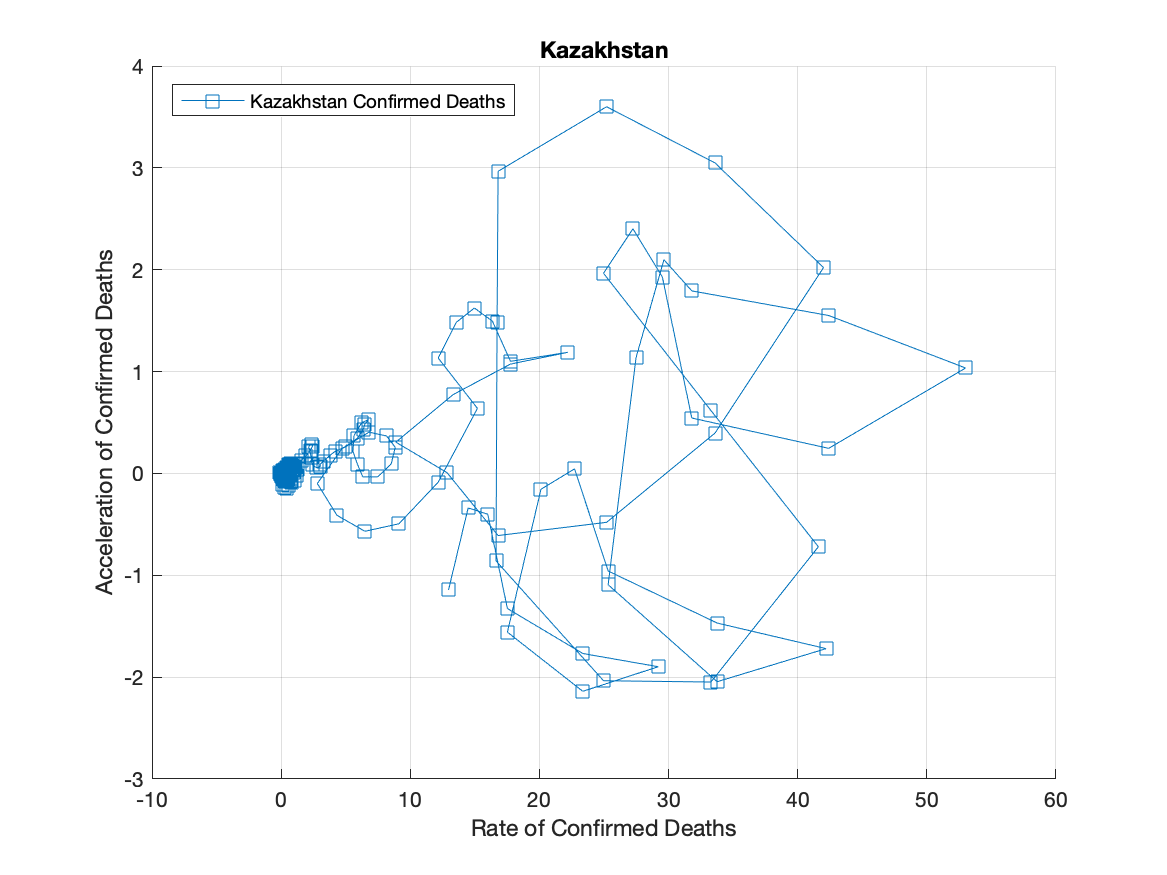 Kazakhstan
Kazakhstan Confirmed Deaths
4
3
2
1
0
-1
-2
-3
Acceleration of Confirmed Deaths
-10 0 10 20 30 40 50 60
Rate of Confirmed Deaths